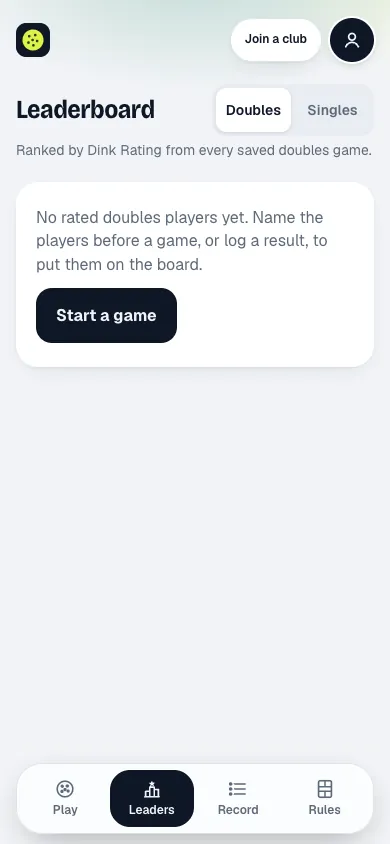 Join a club
Leaderboard
Doubles
Singles
Ranked by Dink Rating from every saved doubles game.
No rated doubles players yet. Name the
players before a game, or log a result, to
put them on the board.
Start a game
Play
Leaders
Record
Rules